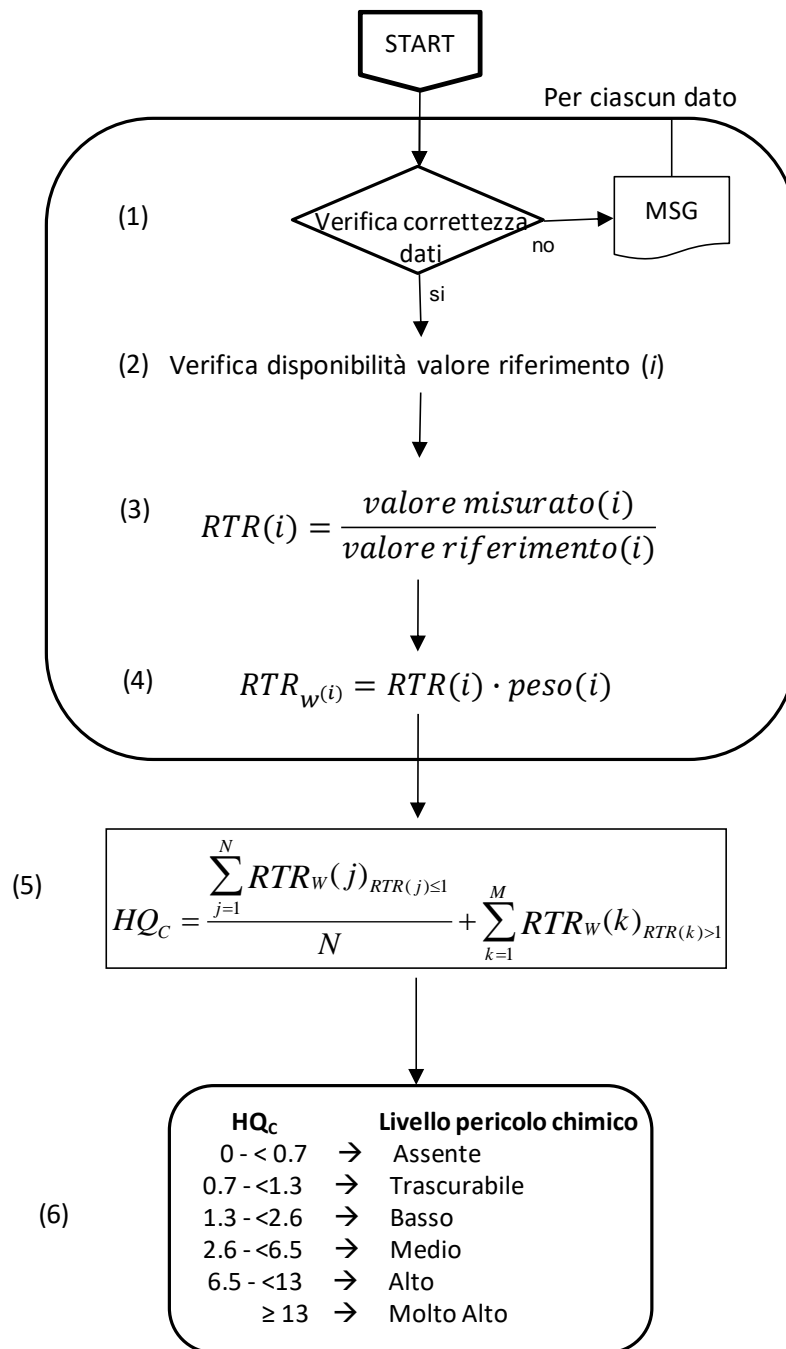 START
Per ciascun dato
(1)
Verifica correttezza
dati
no
MSG
si
(2) Verifica disponibilità valore riferimento (i)
(3) RTR(i) = valore misurato(i) / valore riferimento(i)
(4) RTR_w(i) = RTR(i) · peso(i)
(5) HQ_C = \frac{\sum_{j=1}^{N} RTR_W(j)_{RTR(j)≤1}}{N} + \sum_{k=1}^{M} RTR_W(k)_{RTR(k)>1}
HQ_C Livello pericolo chimico
0 - < 0.7 → Assente
0.7 - <1.3 → Trascurabile
(6) 1.3 - <2.6 → Basso
2.6 - <6.5 → Medio
6.5 - <13 → Alto
≥ 13 → Molto Alto